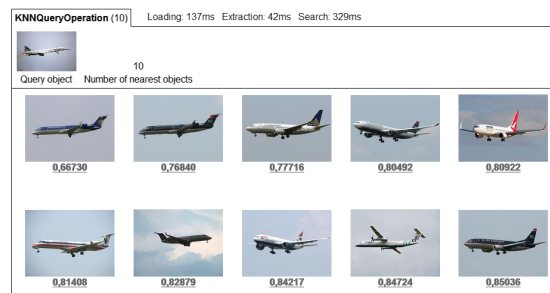 KNNQueryOperation (10) Loading: 137ms Extraction: 42ms Search: 329ms
10
Query object Number of nearest objects
0,66730 0,76840 0,77716 0,80492 0,80922
0,81408 0,82879 0,84217 0,84724 0,85036